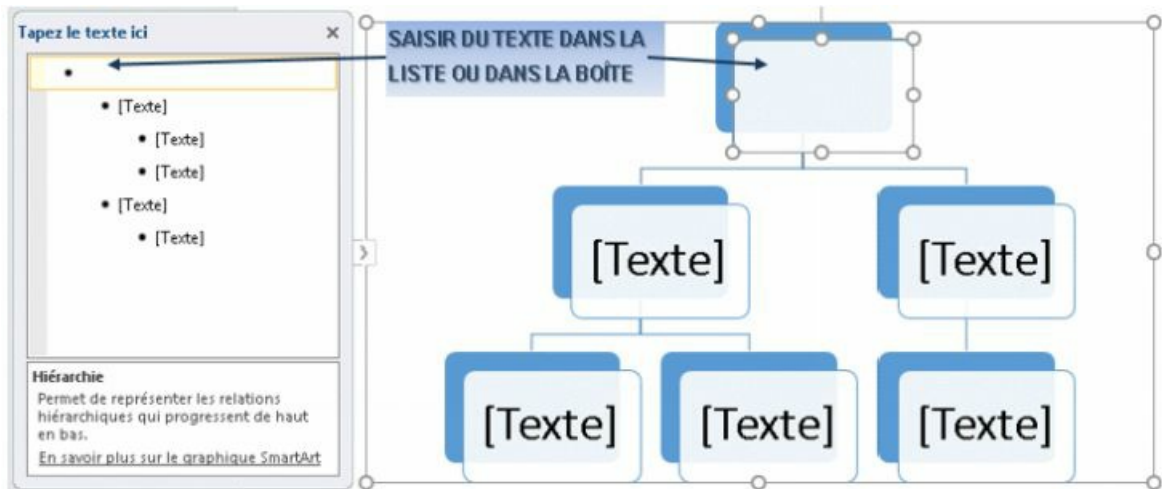 Tapez le texte ici
SAISIR DU TEXTE DANS LA
LISTE OU DANS LA BOÎTE
[Texte]
[Texte]
[Texte]
[Texte]
[Texte]
Hiérarchie
Permet de représenter les relations
hiérarchiques qui progressent de haut
en bas.
En savoir plus sur le graphique SmartArt
[Texte] [Texte]
[Texte] [Texte] [Texte]